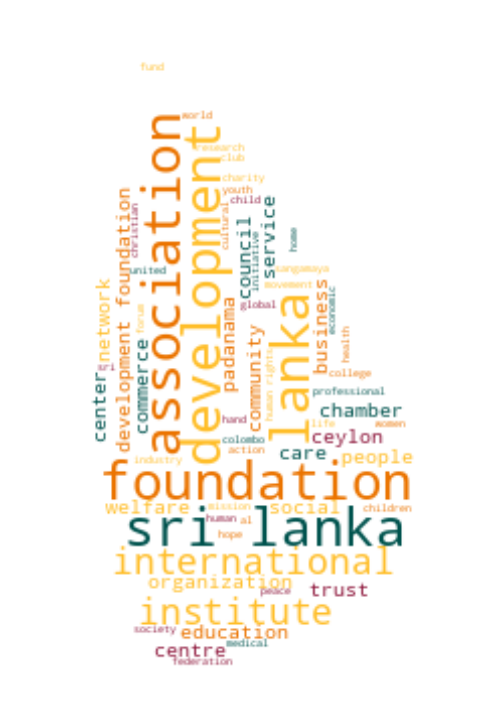 fund
world
association
development
research
club
charity
youth
child
cultural
christian
development foundation
council
initiative
service
home
united
sangamaya
movement
network
forum
global
padanama
business
economic
lanka
community
human rights
health
sri
center
commerce
college
professional
chamber
hand
life
women
colombo
ceylon
action
care
people
industry
foundation
welfare
mission
social
children
human
al
sri lanka
hope
international
organization
peace
trust
institute
society
education
medical
centre
federation